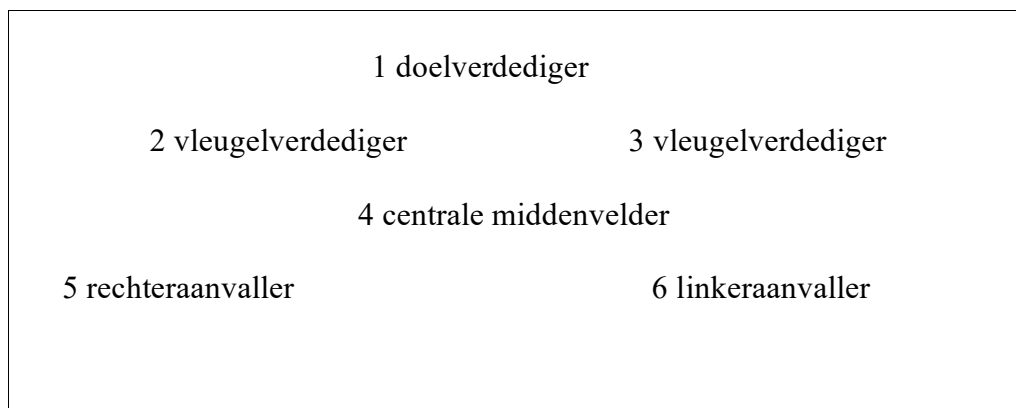 1 doelverdediger
2 vleugelverdediger 3 vleugelverdediger
4 centrale middenvelder
5 rechteraanvaller 6 linkeraanvaller